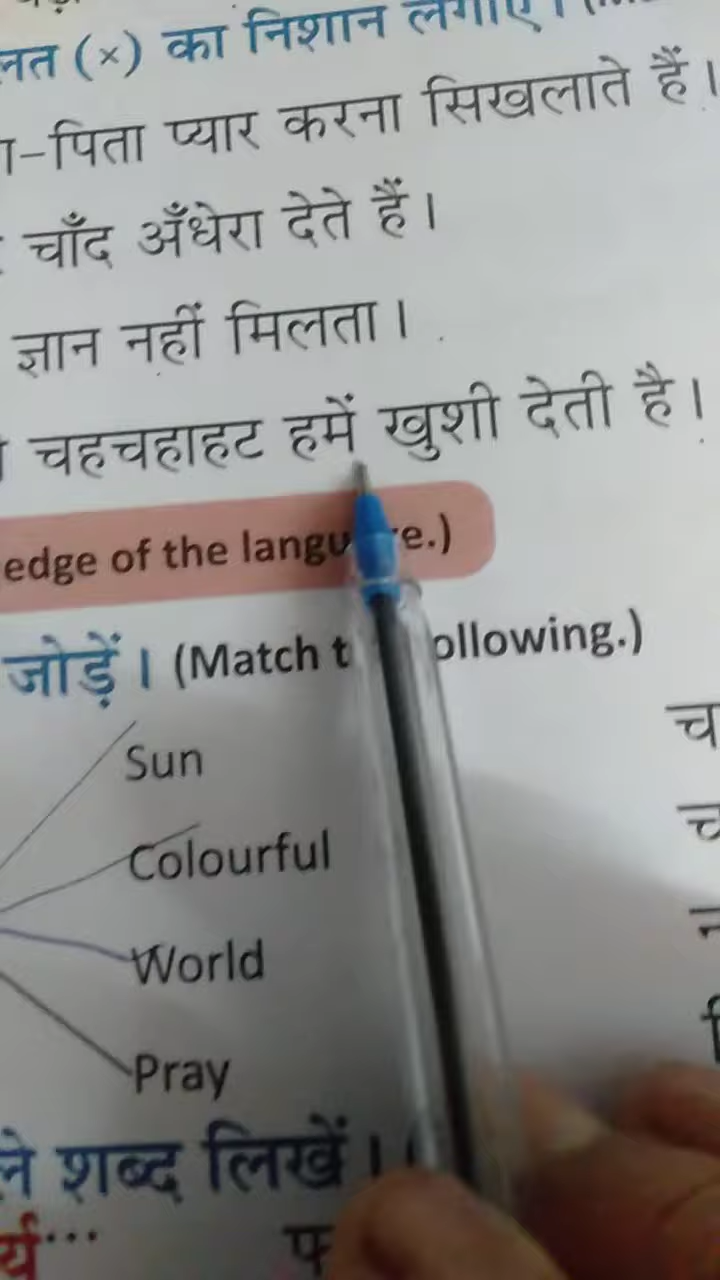 (×) का निशान लगाएँ।
-पिता प्यार करना सिखलाते हैं।
चाँद अँधेरा देते हैं।
ज्ञान नहीं मिलता।
चहचहाहट हमें खुशी देती है।
edge of the langu e.)
जोड़ें। (Match t ollowing.)
Sun
Colourful
World
Pray
शब्द लिखें।